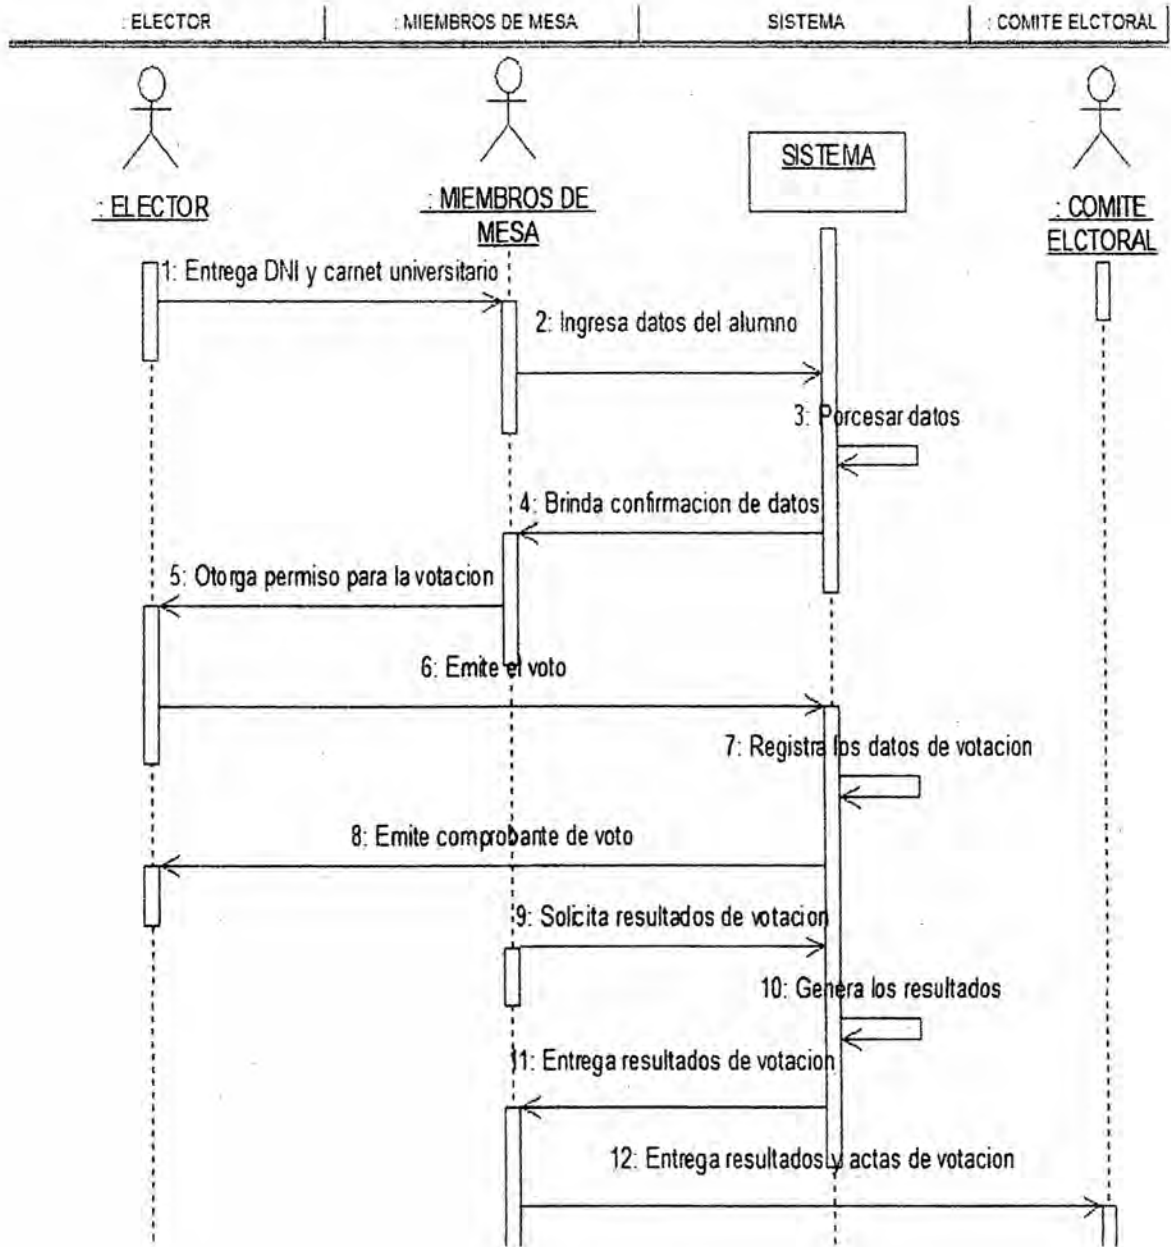 : ELECTOR
: MIEMBROS DE MESA
SISTEMA
: COMITE ELCTORAL
: ELECTOR
: MIEMBROS DE
MESA
SISTEMA
: COMITE
ELCTORAL
1: Entrega DNI y carnet universitario
2: Ingresa datos del alumno
3: Porcesar datos
4: Brinda confirmacion de datos
5: Otorga permiso para la votacion
6: Emite el voto
7: Registra los datos de votacion
8: Emite comprobante de voto
9: Solicita resultados de votacion
10: Genera los resultados
11: Entrega resultados de votacion
12: Entrega resultados y actas de votacion